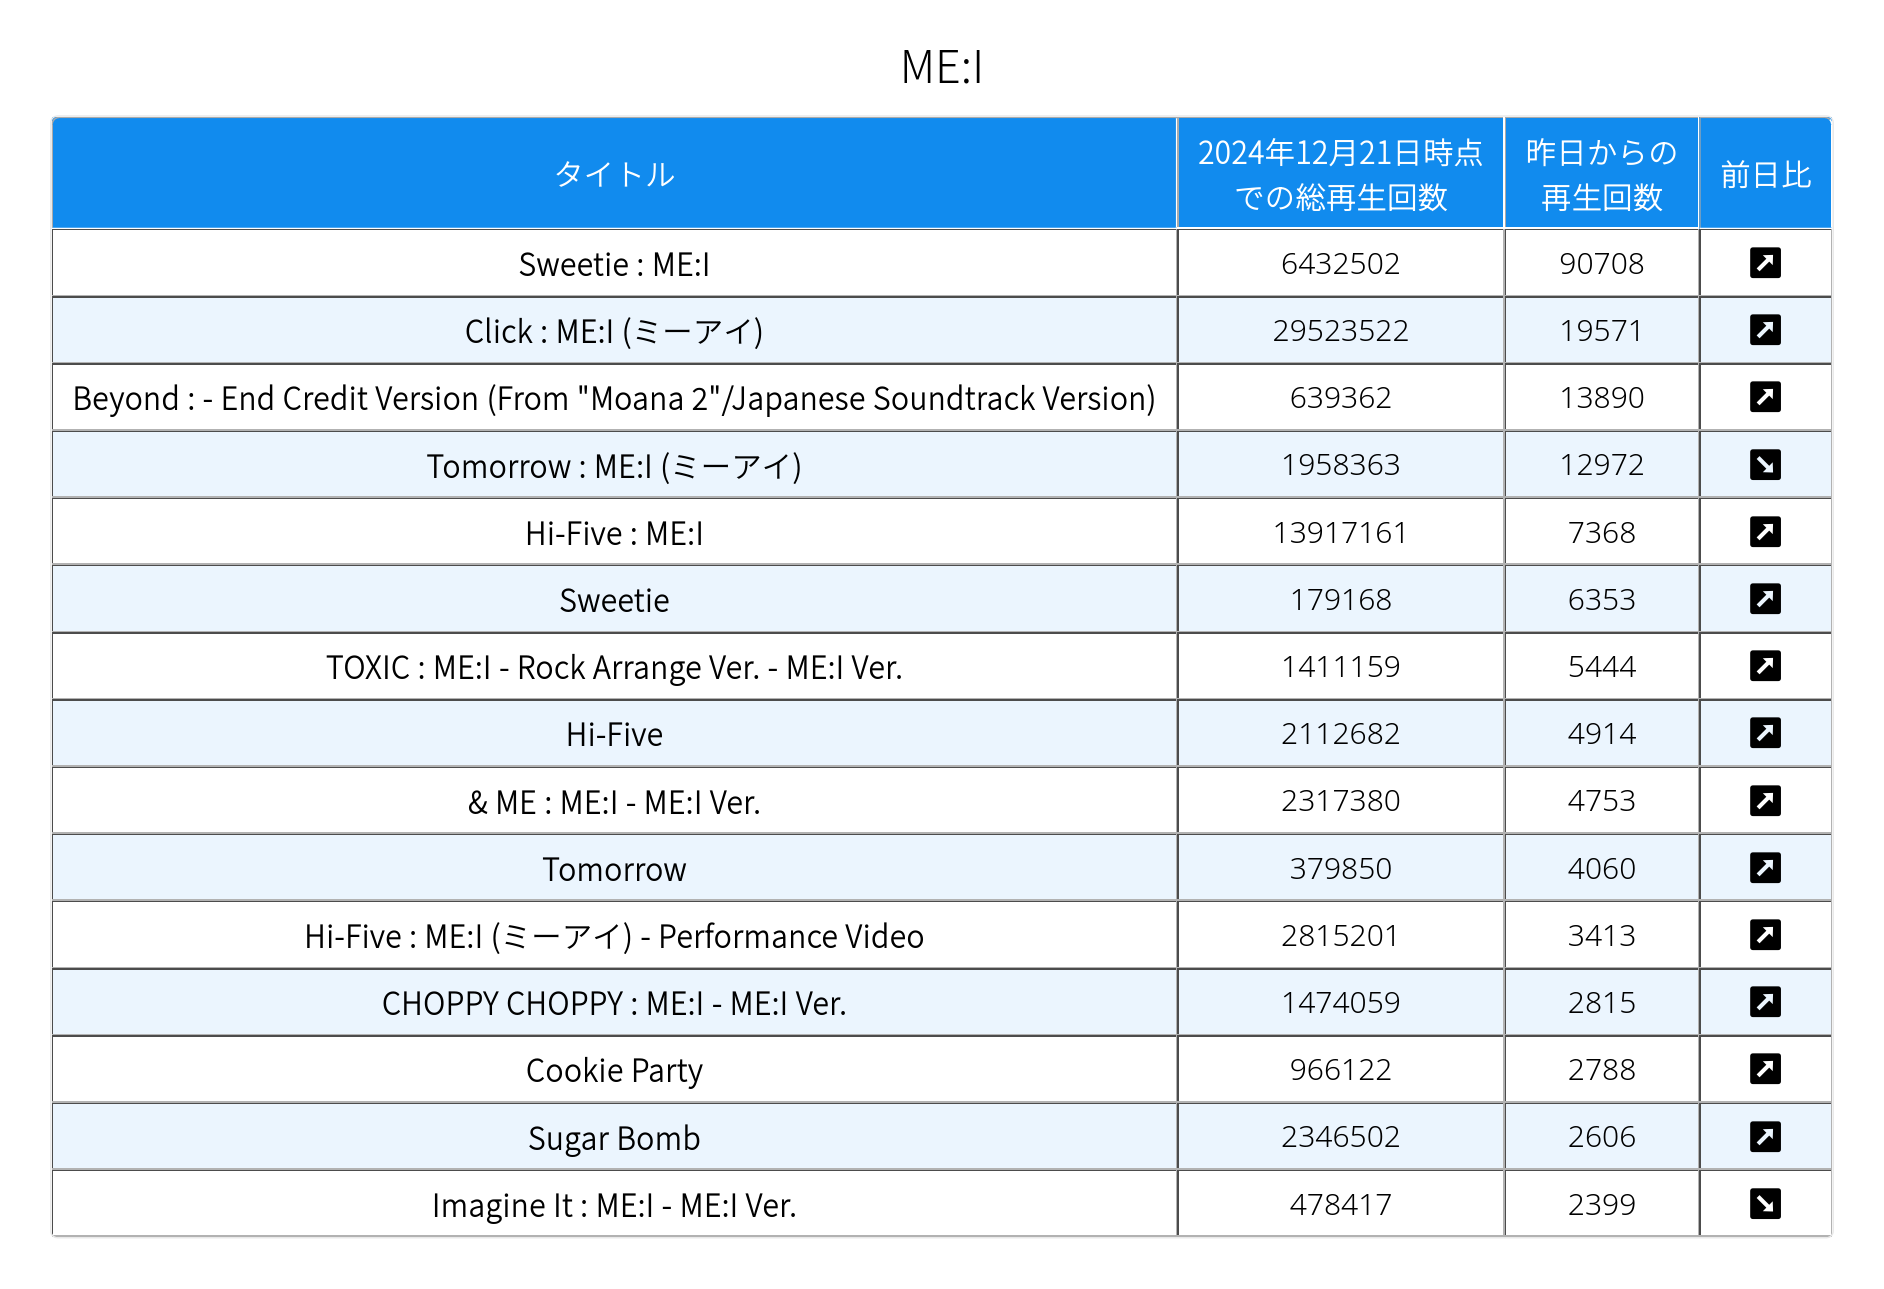 ME:I
タイトル
2024年12月21日時点
での総再生回数
昨日からの
再生回数
前日比
Sweetie : ME:I 6432502 90708 ↗
Click : ME:I (ミーアイ) 29523522 19571 ↗
Beyond : - End Credit Version (From "Moana 2"/Japanese Soundtrack Version) 639362 13890 ↗
Tomorrow : ME:I (ミーアイ) 1958363 12972 ↘
Hi-Five : ME:I 13917161 7368 ↗
Sweetie 179168 6353 ↗
TOXIC : ME:I - Rock Arrange Ver. - ME:I Ver. 1411159 5444 ↗
Hi-Five 2112682 4914 ↗
& ME : ME:I - ME:I Ver. 2317380 4753 ↗
Tomorrow 379850 4060 ↗
Hi-Five : ME:I (ミーアイ) - Performance Video 2815201 3413 ↗
CHOPPY CHOPPY : ME:I - ME:I Ver. 1474059 2815 ↗
Cookie Party 966122 2788 ↗
Sugar Bomb 2346502 2606 ↗
Imagine It : ME:I - ME:I Ver. 478417 2399 ↘